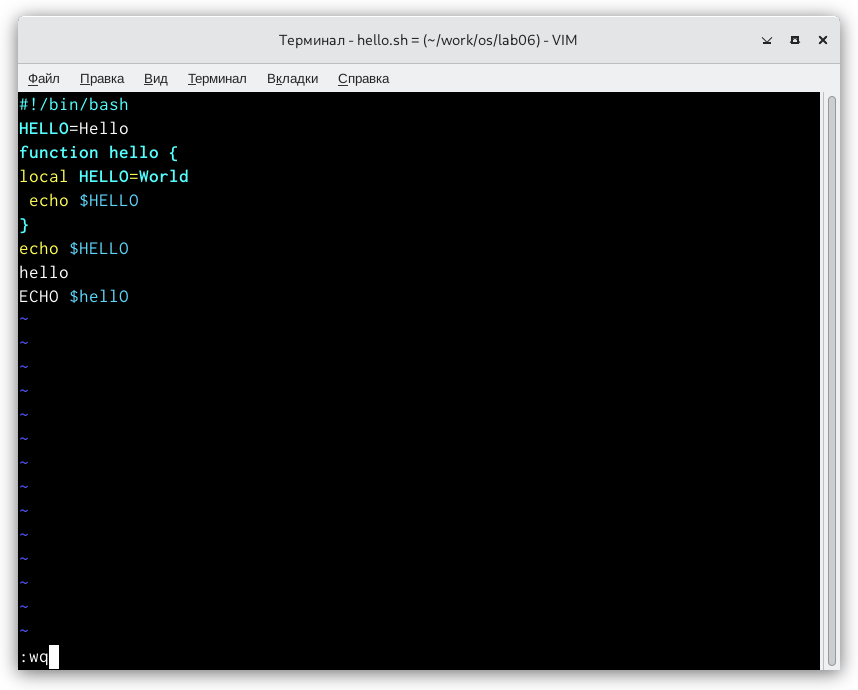 Терминал - hello.sh = (~/work/os/lab06) - VIM
Файл Правка Вид Терминал Вкладки Справка
#!/bin/bash
HELLO=Hello
function hello {
local HELLO=World
 echo $HELLO
}
echo $HELLO
hello
ECHO $hellO
~
~
~
~
~
~
~
~
~
~
~
~
~
~
:wq